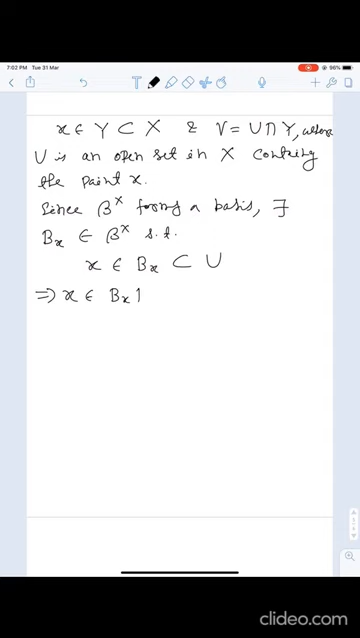 7:02 PM Tue 31 Mar
96%
x ∈ Y ⊂ X & V = U ∩ Y, where
U is an open set in X containg
the point x.
Since β^X forms a basis, ∃
B_x ∈ β^X s.t.
x ∈ B_x ⊂ U
⇒ x ∈ B_x
clideo.com